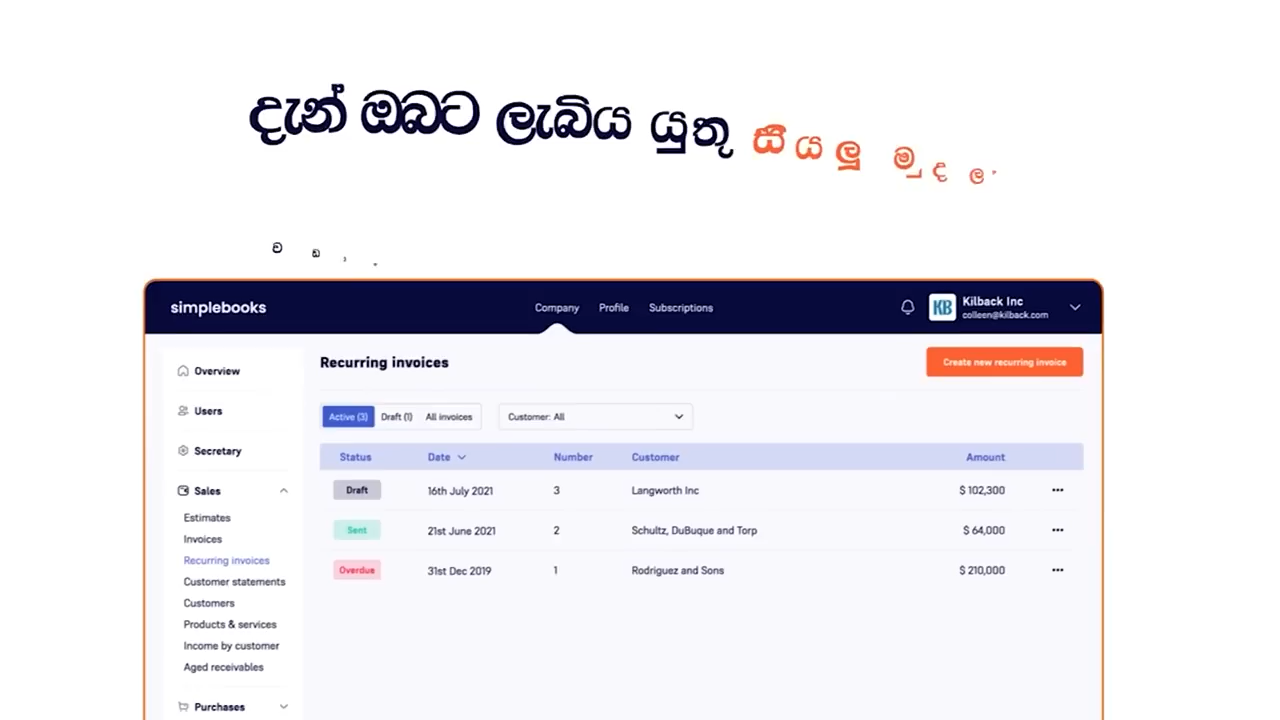 දැන් ඔබට ලැබිය යුතු සියලු මුදල
simplebooks
Company Profile Subscriptions
KB Kilback Inc
colleen@kilback.com
Overview
Users
Secretary
Sales
Estimates
Invoices
Recurring invoices
Customer statements
Customers
Products & services
Income by customer
Aged receivables
Purchases
Recurring invoices
Create new recurring invoice
Active (3) Draft (1) All invoices Customer: All
Status Date Number Customer Amount
Draft 16th July 2021 3 Langworth Inc $ 102,300
Sent 21st June 2021 2 Schultz, DuBuque and Torp $ 64,000
Overdue 31st Dec 2019 1 Rodriguez and Sons $ 210,000